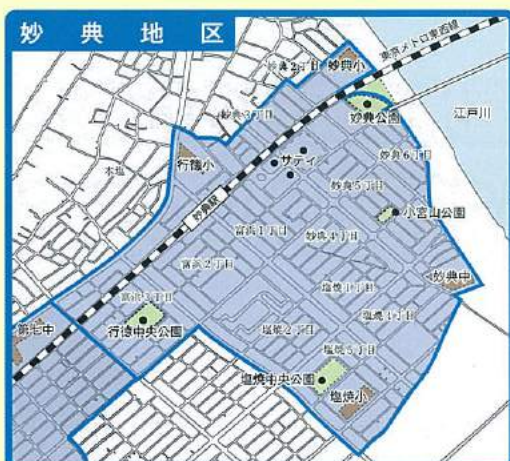 妙典地区
東京メトロ東西線
妙典2丁目
妙典小
妙典公園
江戸川
妙典3丁目
妙典6丁目
行徳小
サティ
本塩
妙典5丁目
小宮山公園
妙典駅
富浜1丁目
妙典4丁目
富浜2丁目
妙典中
塩焼1丁目
富浜3丁目
塩焼4丁目
第七中
行徳中央公園
塩焼2丁目
塩焼5丁目
塩焼中央公園
塩焼小